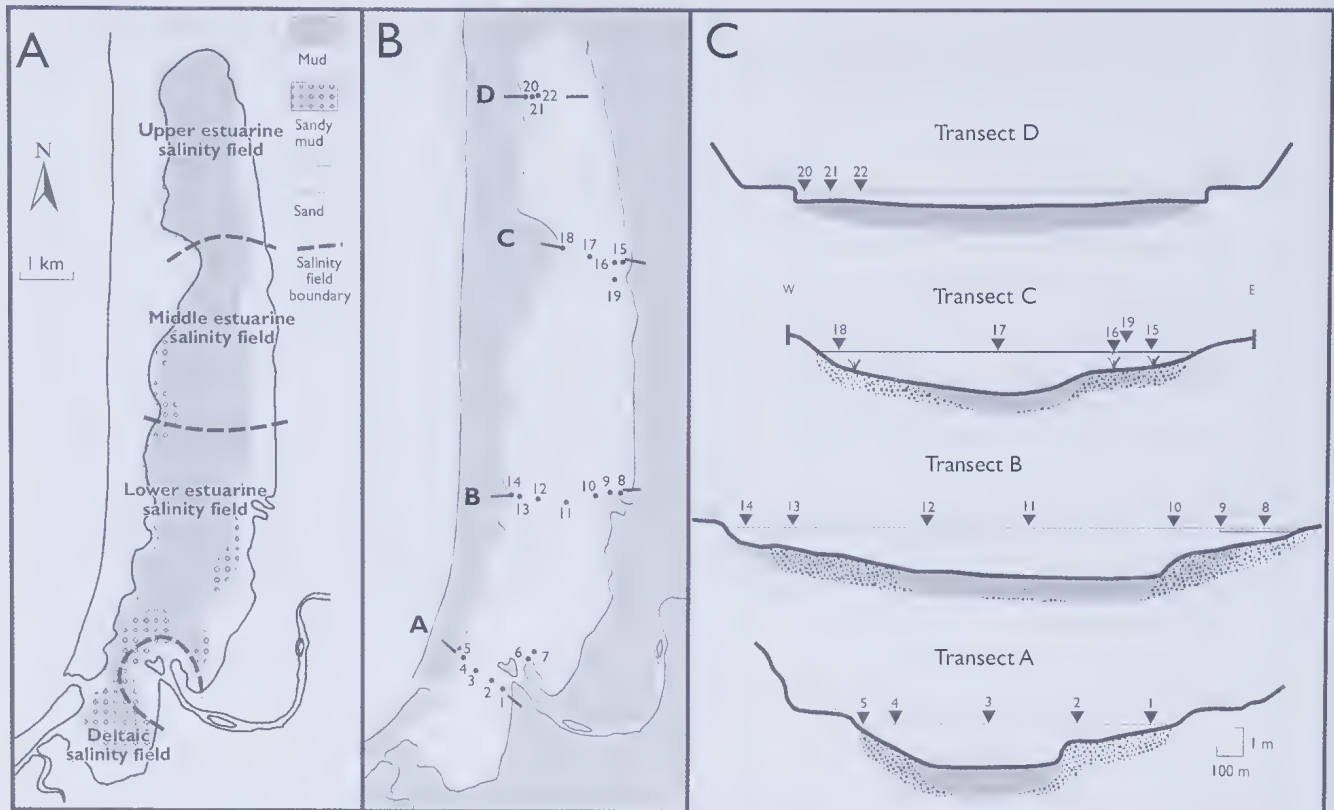 A
Mud
Sandy
mud
Sand
Salinity
field
boundary
N
1 km
Upper estuarine
salinity field
Middle estuarine
salinity field
Lower estuarine
salinity field
Deltaic
salinity field
B
D
20
22
21
C
18
17
15
16
19
B
14
13
12
11
10
9
8
A
5
4
3
2
1
6
7
C
Transect D
20 21 22
Transect C
W
E
18
17
16
19
15
Transect B
14 13 12 11 10 9 8
Transect A
5 4 3 2 1
1 m
100 m